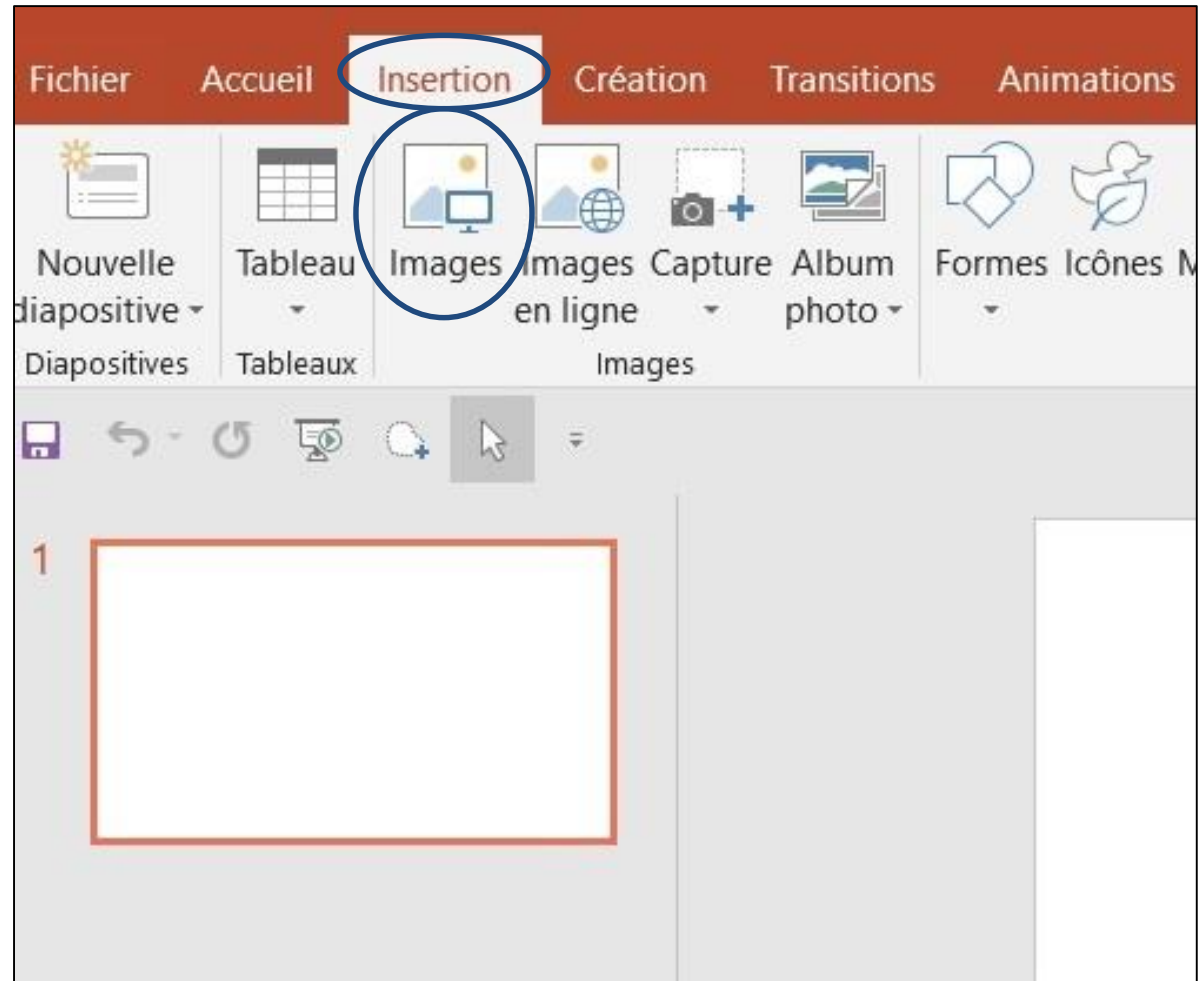 Fichier Accueil Insertion Création Transitions Animations
Nouvelle Tableau Images Images Capture Album Formes Icônes M
diapositive en ligne photo
Diapositives Tableaux Images
1